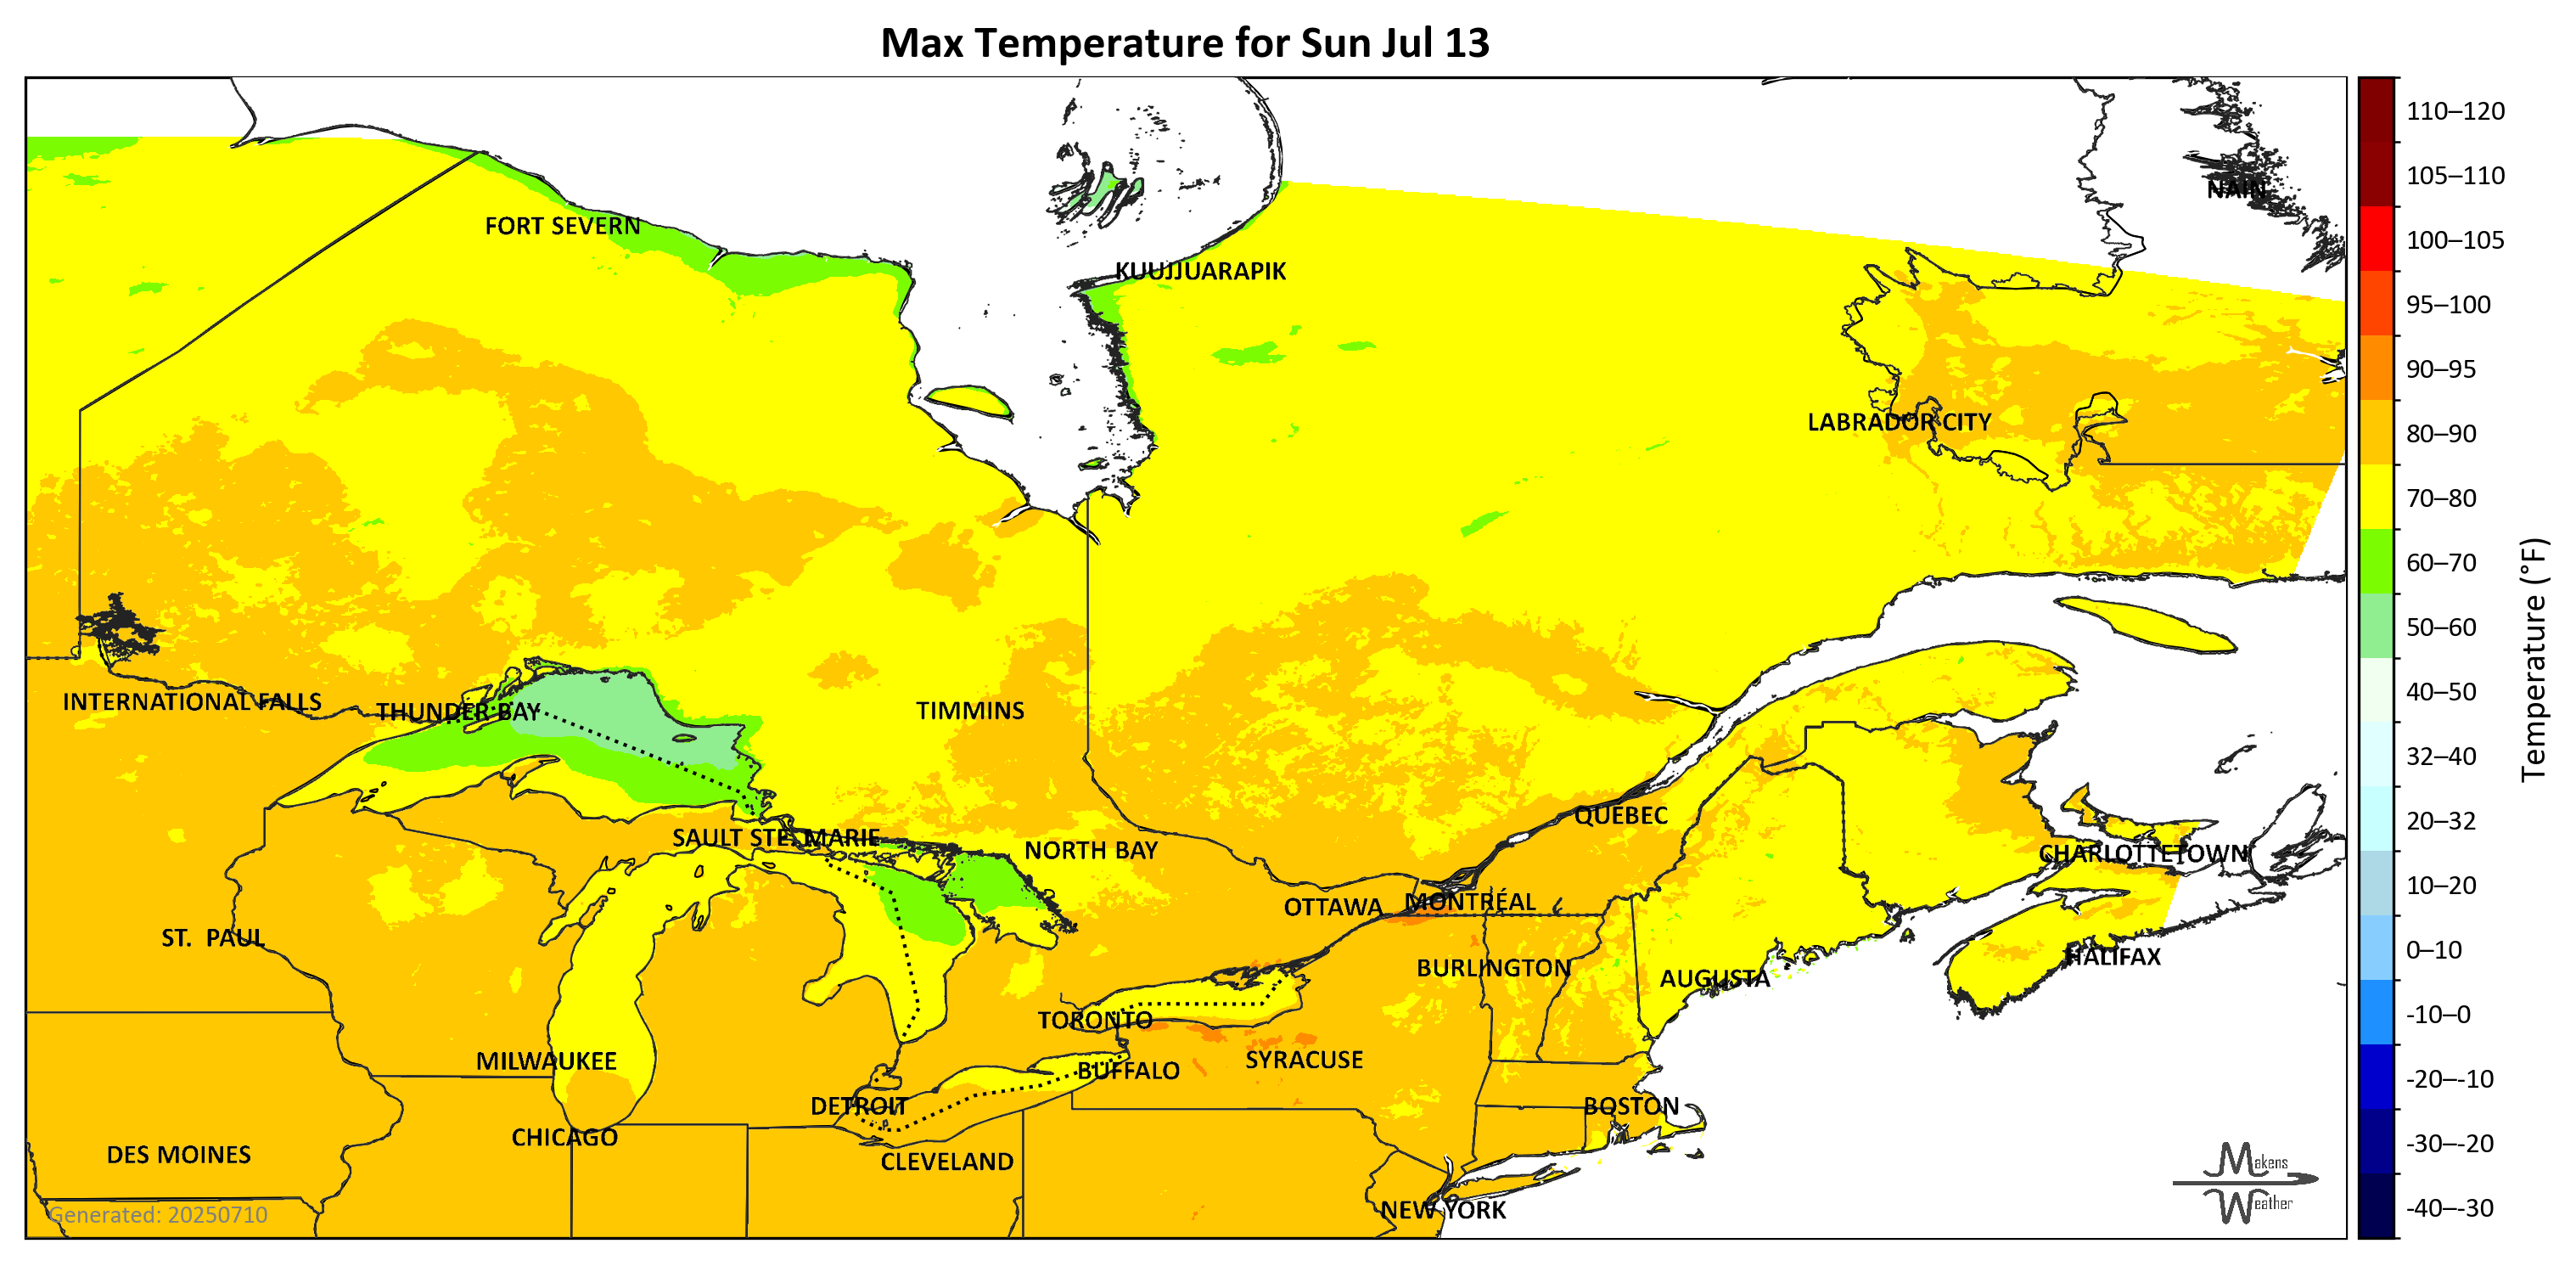 Max Temperature for Sun Jul 13
NAIN
FORT SEVERN
KUUJJUARAPIK
LABRADOR CITY
INTERNATIONAL FALLS
THUNDER BAY
TIMMINS
QUÉBEC
SAULT STE. MARIE
NORTH BAY
CHARLOTTETOWN
OTTAWA
MONTRÉAL
ST. PAUL
HALIFAX
BURLINGTON
AUGUSTA
TORONTO
MILWAUKEE
SYRACUSE
BUFFALO
DETROIT
BOSTON
CHICAGO
DES MOINES
CLEVELAND
NEW YORK
Generated: 20250710
Makens
Weather
110–120
105–110
100–105
95–100
90–95
80–90
70–80
60–70
50–60
40–50
32–40
20–32
10–20
0–10
-10–0
-20–-10
-30–-20
-40–-30
Temperature (°F)